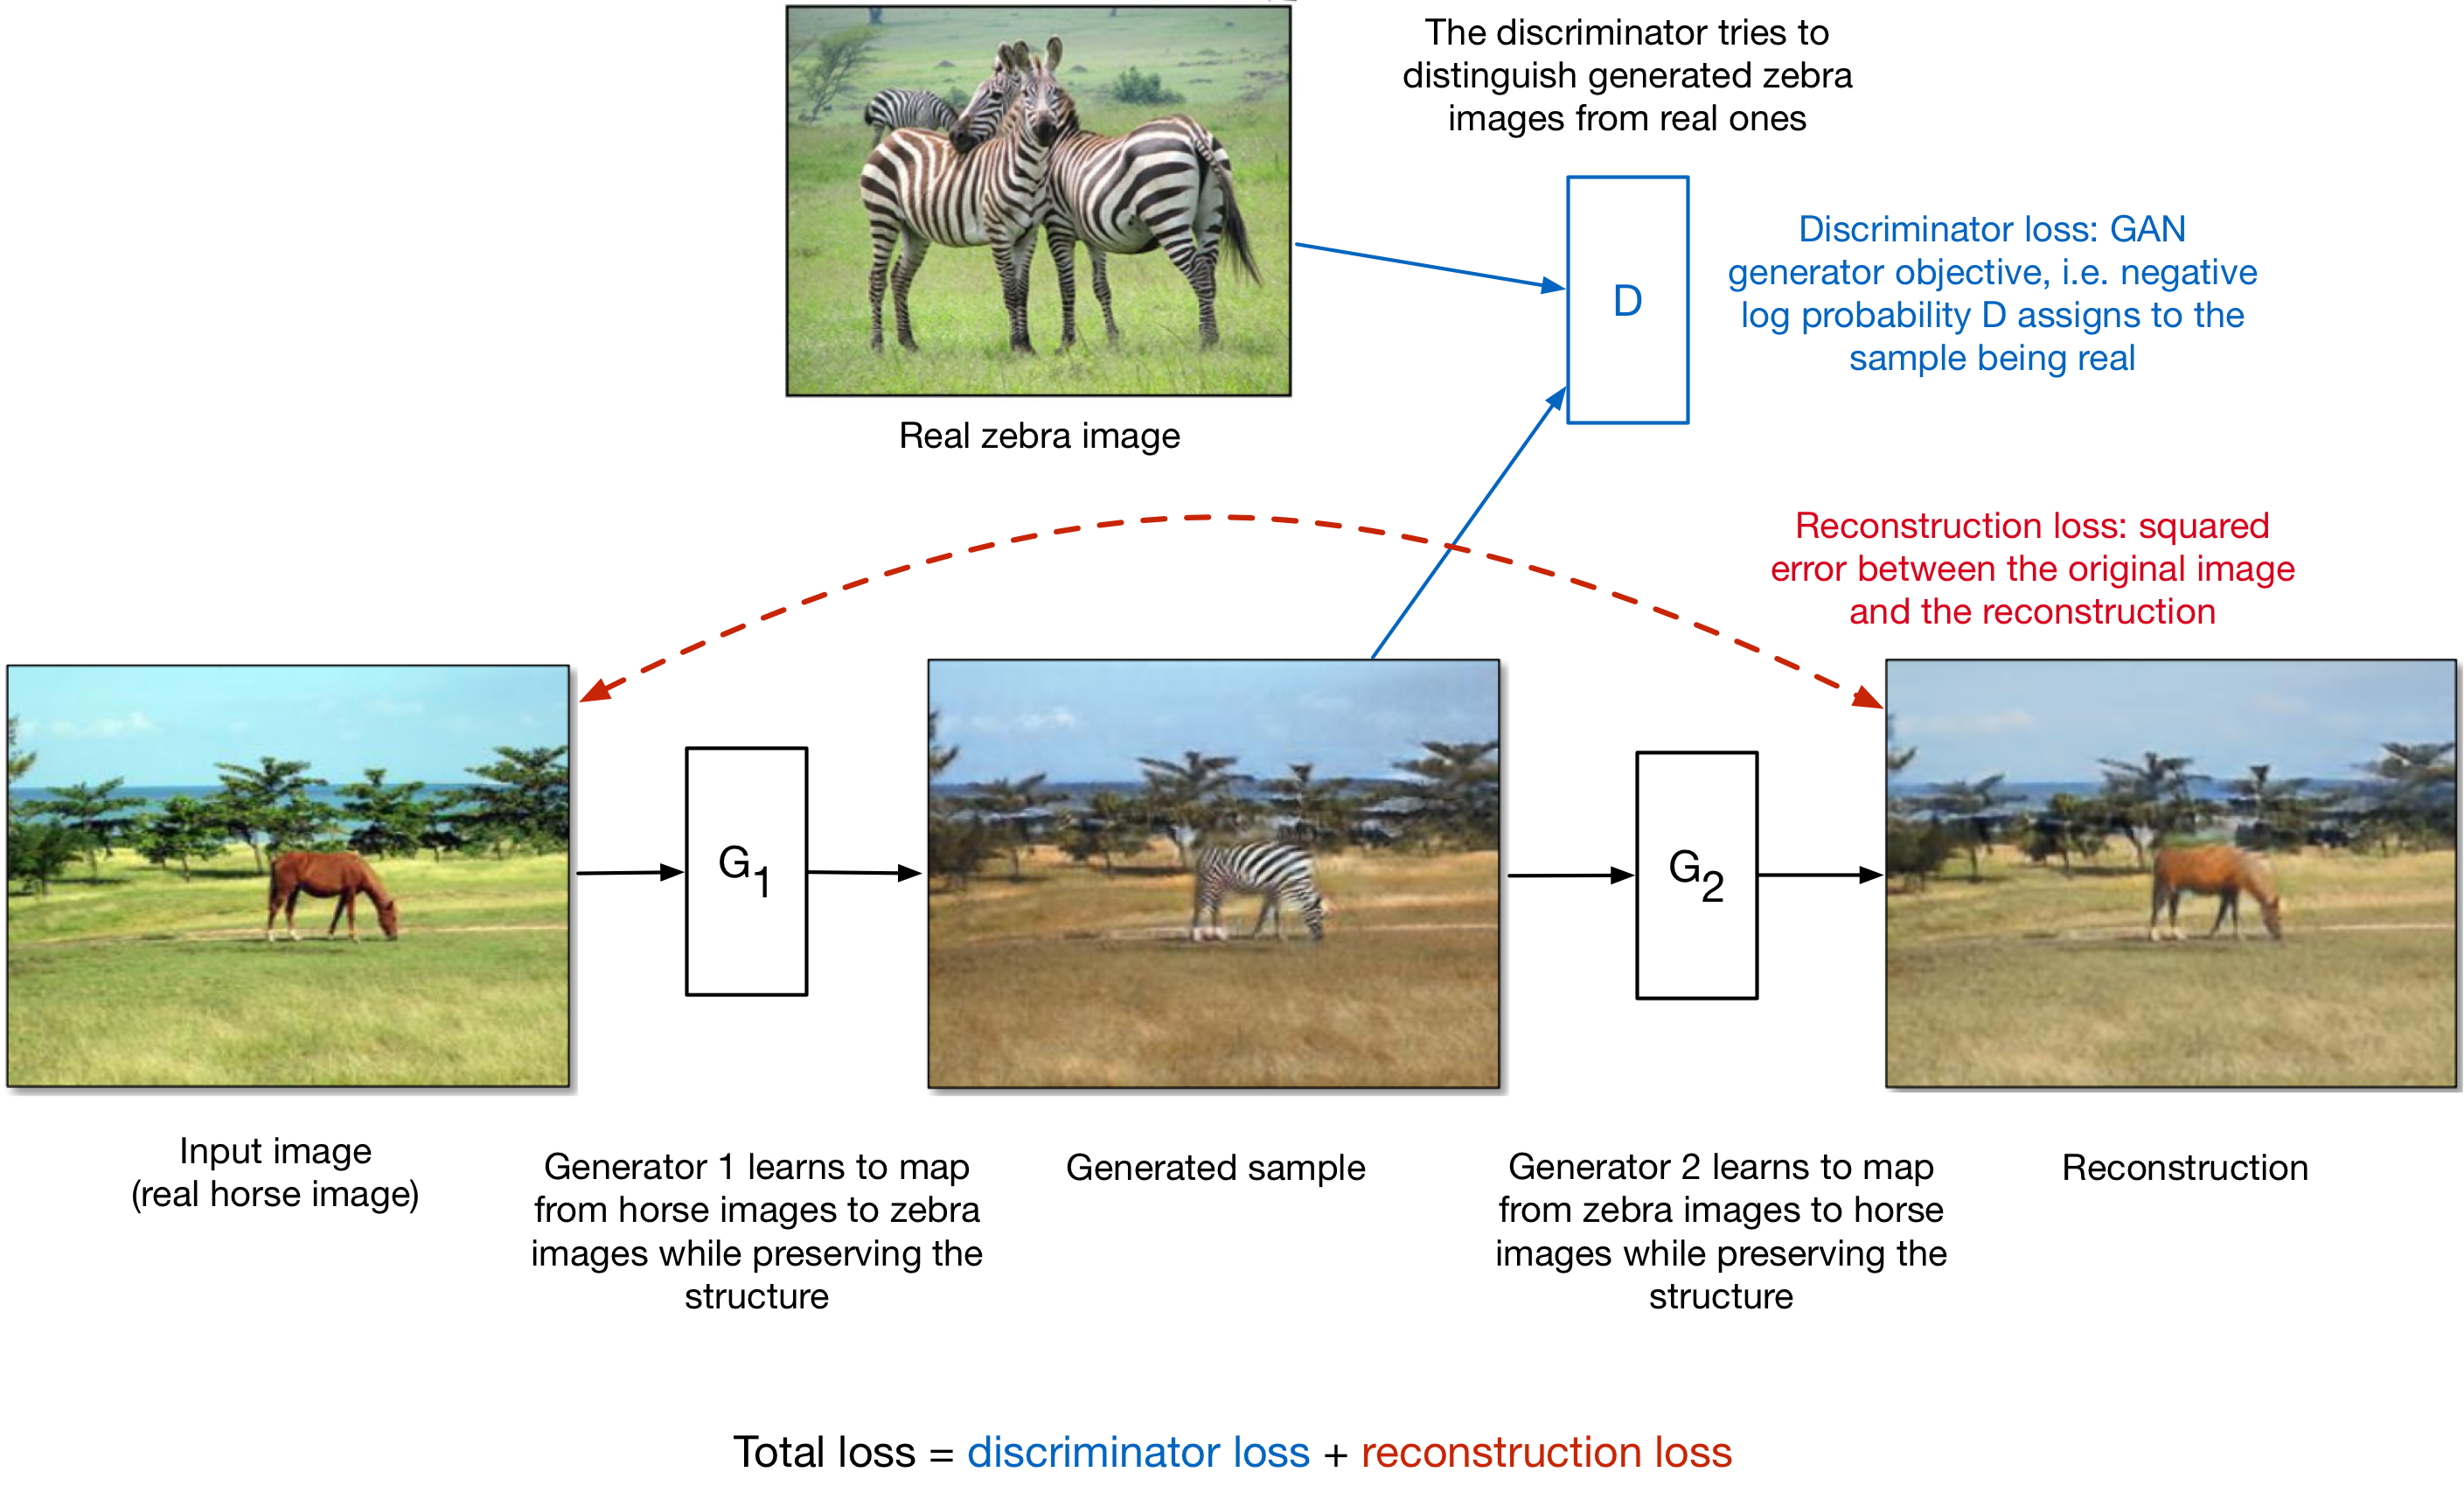 The discriminator tries to
distinguish generated zebra
images from real ones
D
Discriminator loss: GAN
generator objective, i.e. negative
log probability D assigns to the
sample being real
Real zebra image
Reconstruction loss: squared
error between the original image
and the reconstruction
G1
G2
Input image
(real horse image)
Generator 1 learns to map
from horse images to zebra
images while preserving the
structure
Generated sample
Generator 2 learns to map
from zebra images to horse
images while preserving the
structure
Reconstruction
Total loss = discriminator loss + reconstruction loss